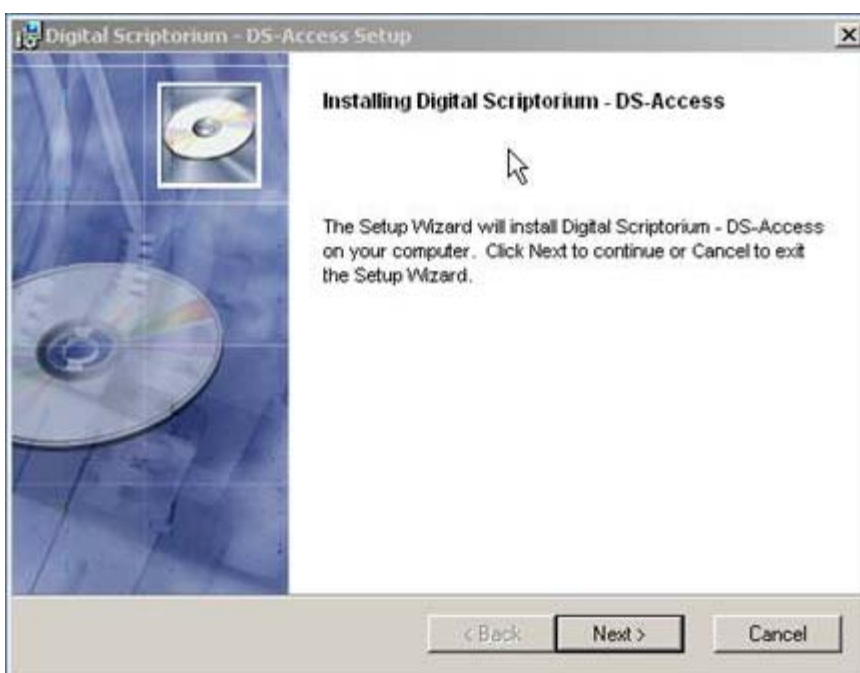 Digital Scriptorium - DS-Access Setup
Installing Digital Scriptorium - DS-Access
The Setup Wizard will install Digital Scriptorium - DS-Access
on your computer. Click Next to continue or Cancel to exit
the Setup Wizard.
< Back Next > Cancel